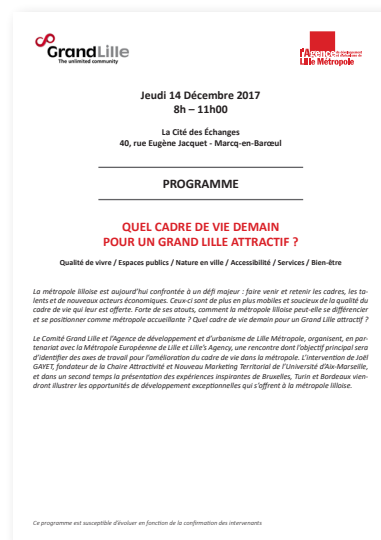 GrandLille
The unlimited community
l'Agence de développement et d'urbanisme de
Lille Métropole
Jeudi 14 Décembre 2017
8h – 11h00
La Cité des Échanges
40, rue Eugène Jacquet - Marcq-en-Barœul
PROGRAMME
QUEL CADRE DE VIE DEMAIN
POUR UN GRAND LILLE ATTRACTIF ?
Qualité de vivre / Espaces publics / Nature en ville / Accessibilité / Services / Bien-être
La métropole lilloise est aujourd'hui confrontée à un défi majeur : faire venir et retenir les cadres, les ta-
lents et de nouveaux acteurs économiques. Ceux-ci sont de plus en plus mobiles et soucieux de la qualité du
cadre de vie qui leur est offerte. Forte de ses atouts, comment la métropole lilloise peut-elle se différencier
et se positionner comme métropole accueillante ? Quel cadre de vie demain pour un Grand Lille attractif ?
Le Comité Grand Lille et l'Agence de développement et d'urbanisme de Lille Métropole, organisent, en par-
tenariat avec la Métropole Européenne de Lille et Lille's Agency, une rencontre dont l'objectif principal sera
d'identifier des axes de travail pour l'amélioration du cadre de vie dans la métropole. L'intervention de Joël
GAYET, fondateur de la Chaire Attractivité et Nouveau Marketing Territorial de l'Université d'Aix-Marseille,
et dans un second temps la présentation des expériences inspirantes de Bruxelles, Turin et Bordeaux vien-
dront illustrer les opportunités de développement exceptionnelles qui s'offrent à la métropole lilloise.
Ce programme est susceptible d'évoluer en fonction de la confirmation des intervenants